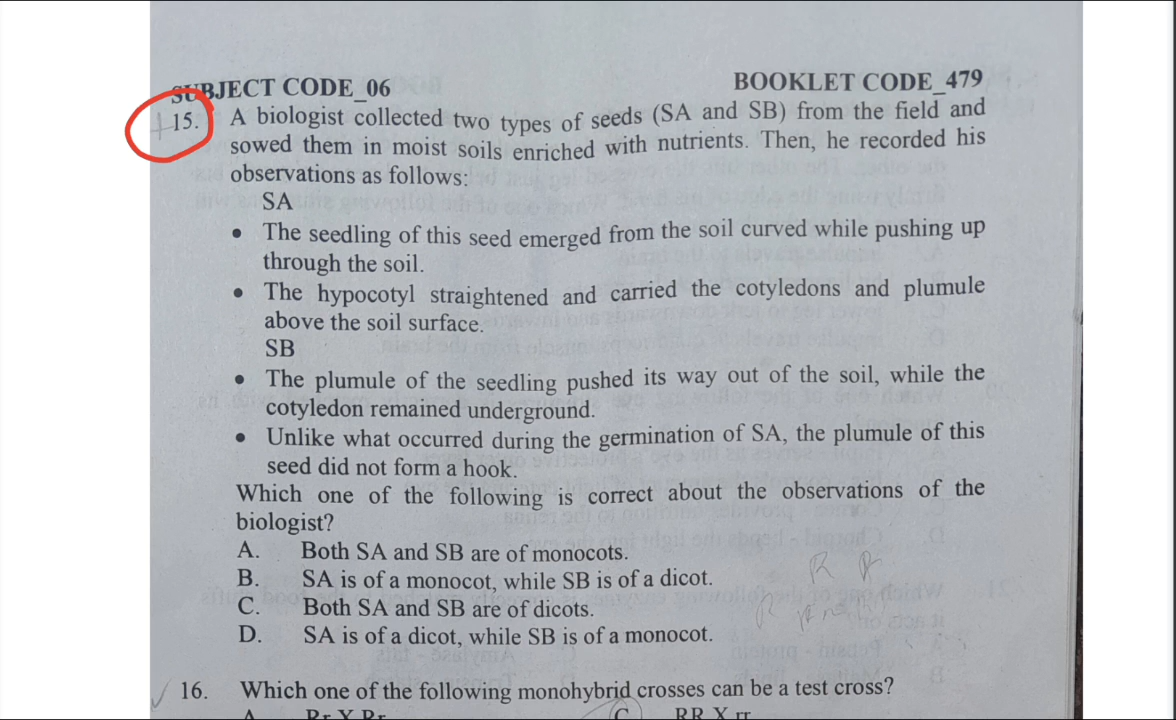 SUBJECT CODE_06 BOOKLET CODE_479
15. A biologist collected two types of seeds (SA and SB) from the field and
sowed them in moist soils enriched with nutrients. Then, he recorded his
observations as follows:
SA
• The seedling of this seed emerged from the soil curved while pushing up
through the soil.
• The hypocotyl straightened and carried the cotyledons and plumule
above the soil surface.
SB
• The plumule of the seedling pushed its way out of the soil, while the
cotyledon remained underground.
• Unlike what occurred during the germination of SA, the plumule of this
seed did not form a hook.
Which one of the following is correct about the observations of the
biologist?
A. Both SA and SB are of monocots.
B. SA is of a monocot, while SB is of a dicot.
C. Both SA and SB are of dicots.
D. SA is of a dicot, while SB is of a monocot.
R R
R
16. Which one of the following monohybrid crosses can be a test cross?
A Rr X Rr C RR X rr